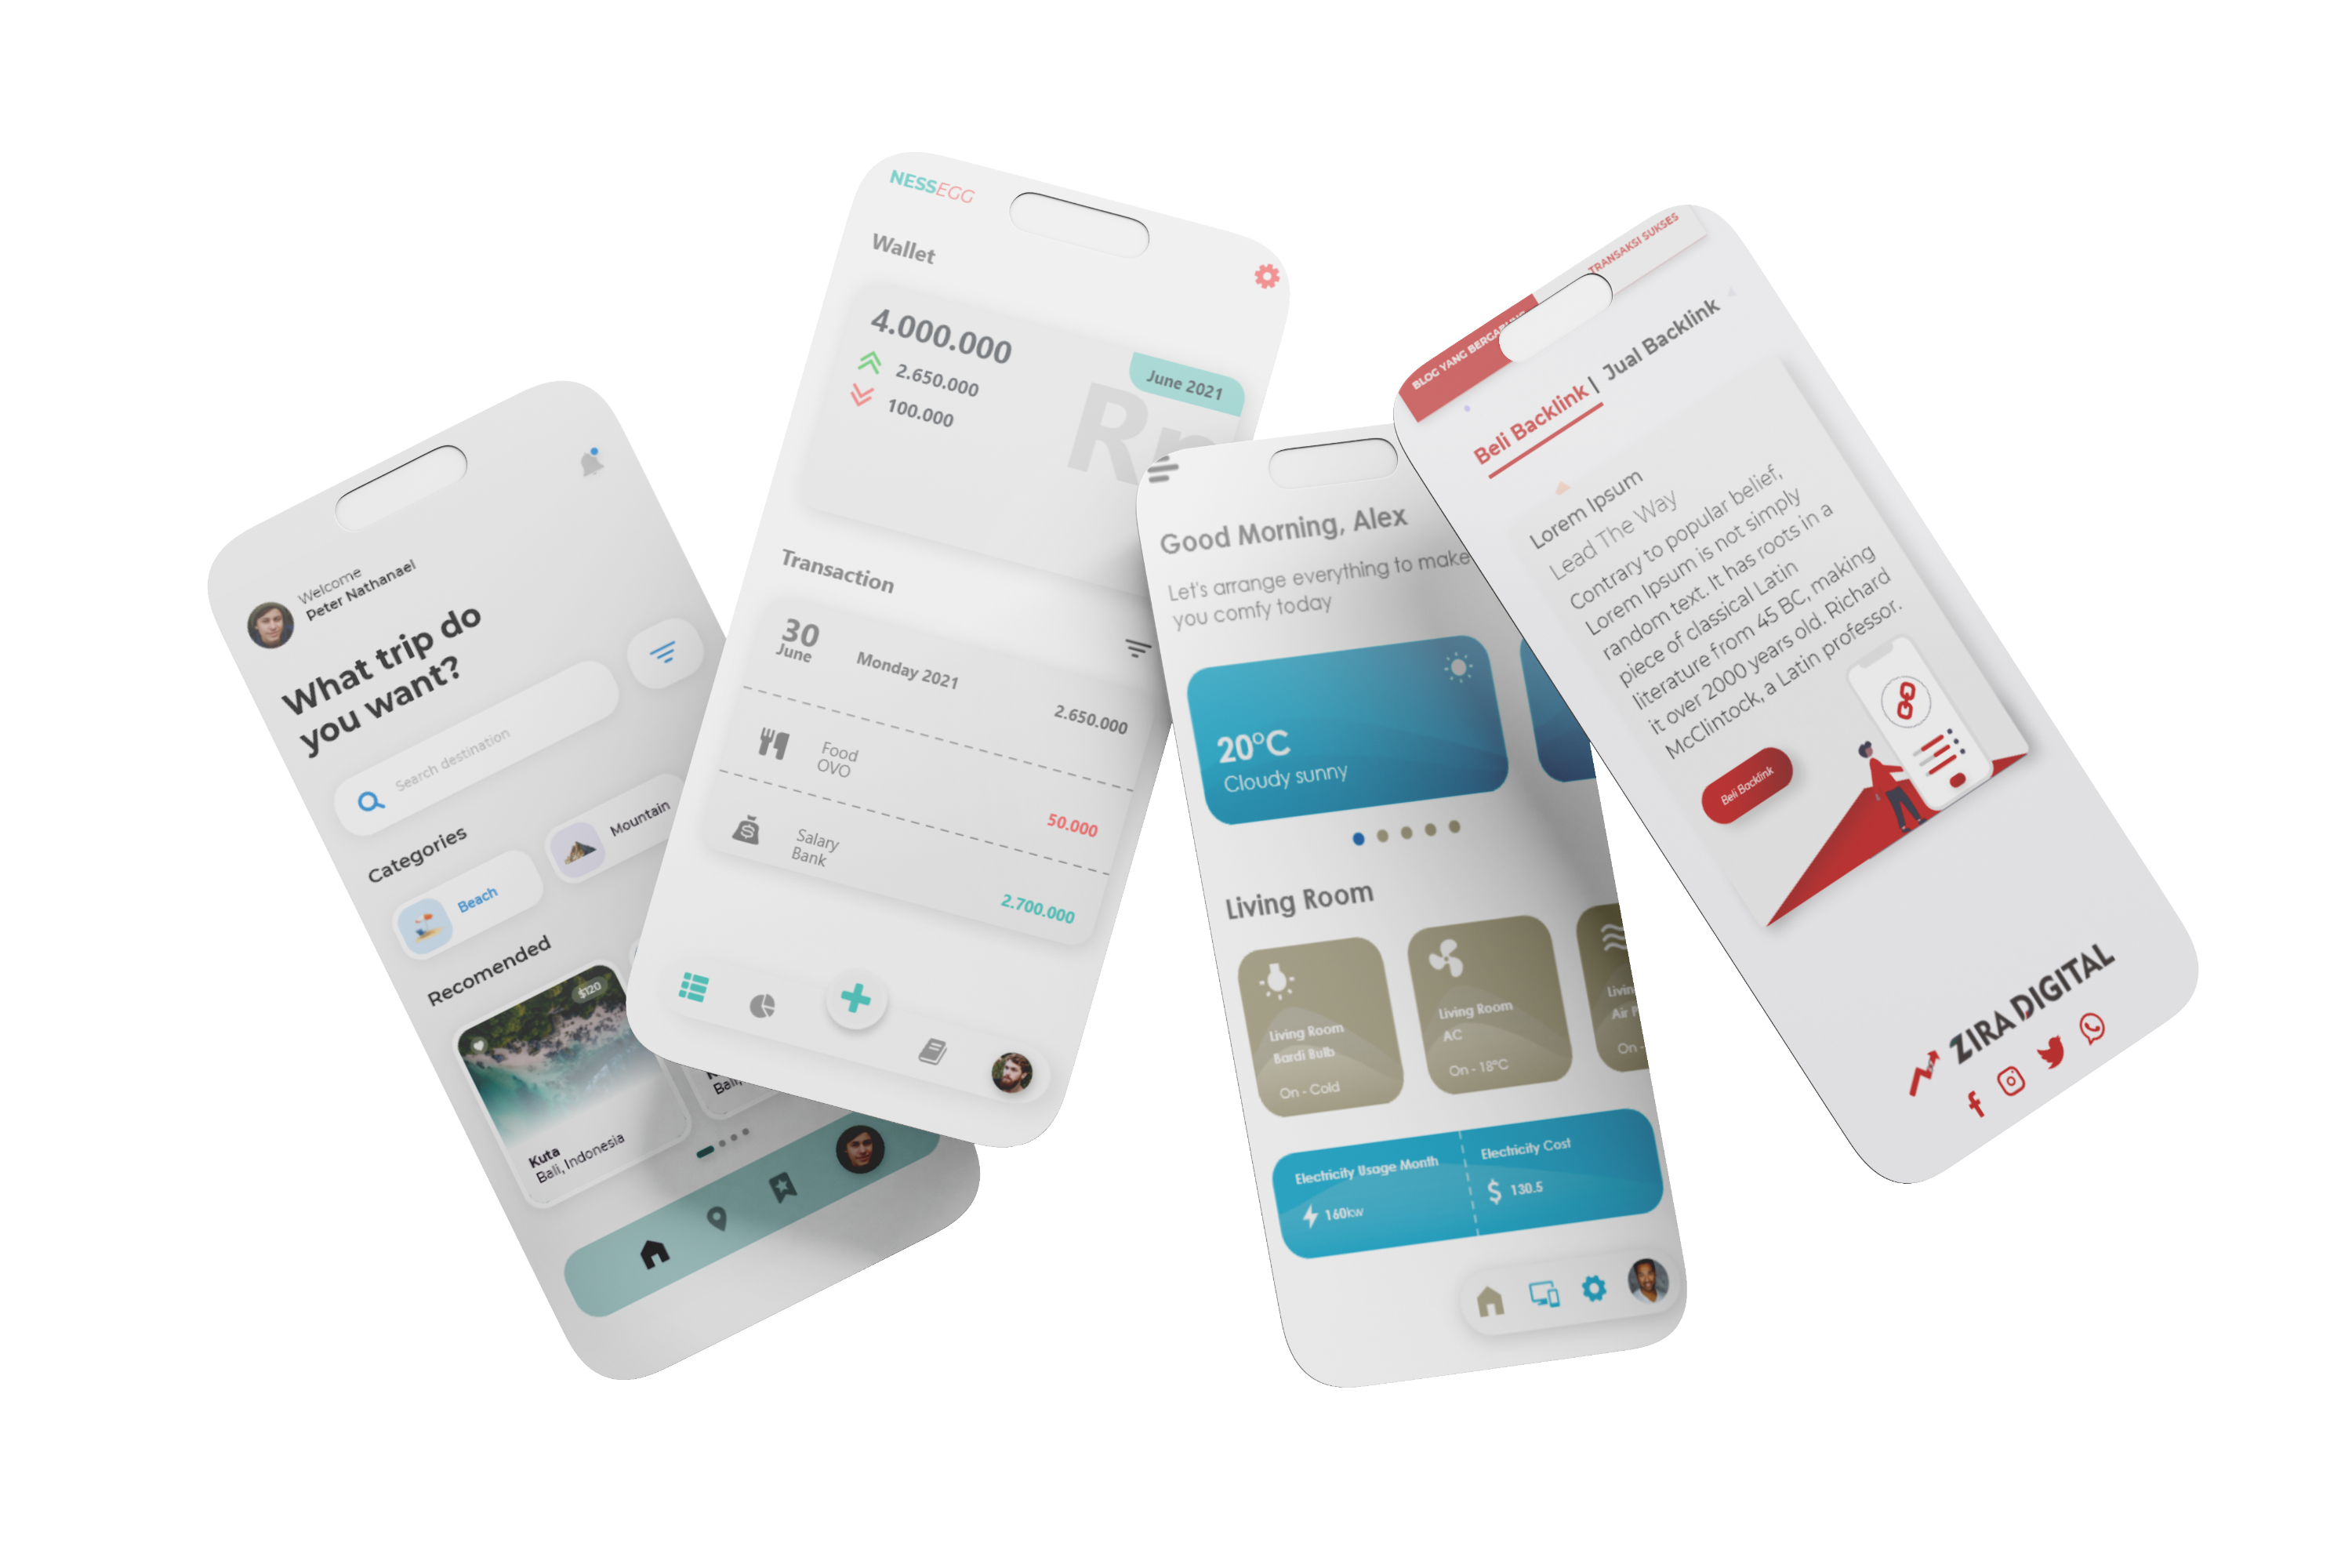 Welcome
Peter Nathanael
What trip do
you want?
Search destination
Categories
Beach
Mountain
Recomended
$120
Kuta
Bali, Indonesia
Bali,
NESSEGG
Wallet
4.000.000
2.650.000
100.000
June 2021
Rp
Transaction
30
June
Monday 2021
2.650.000
Food
OVO
50.000
Salary
Bank
2.700.000
Good Morning, Alex
Let's arrange everything to make
you comfy today
20°C
Cloudy sunny
Living Room
Living Room
Bardi Bulb
On - Cold
Living Room
AC
On - 18°C
Air
On -
Electricity Usage Month
160kw
Electricity Cost
$ 130.5
BLOG YANG
TRANSAKSI SUKSES
Beli Backlink | Jual Backlink
Lorem Ipsum
Lead The Way
Contrary to popular belief,
Lorem Ipsum is not simply
random text. It has roots in a
piece of classical Latin
literature from 45 BC, making
it over 2000 years old. Richard
McClintock, a Latin professor.
Beli Backlink
ZIRA DIGITAL